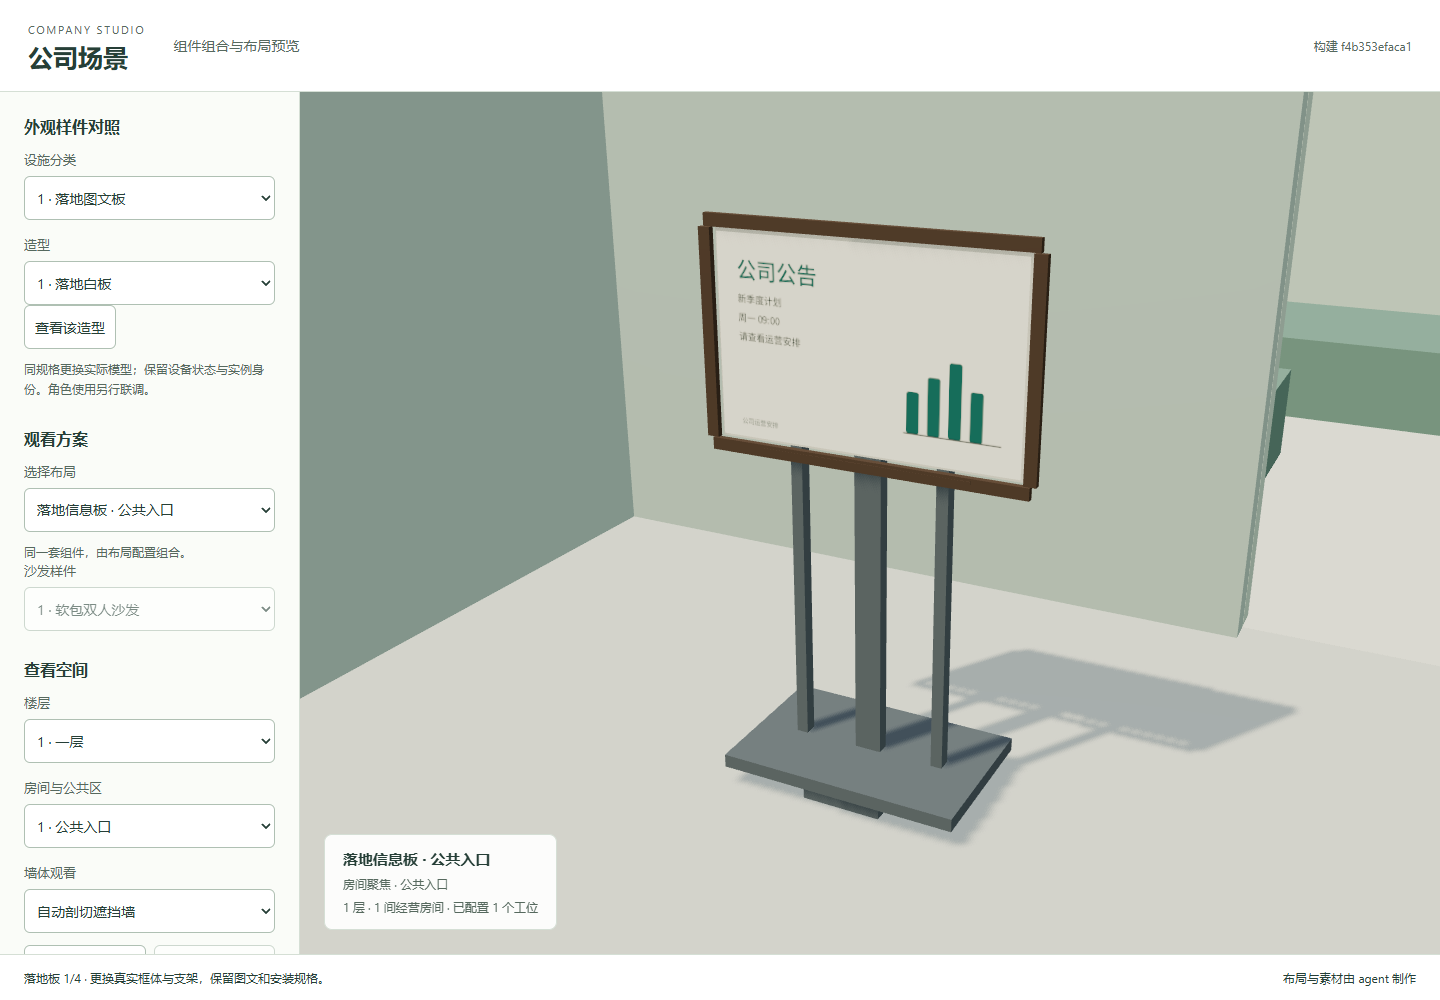 COMPANY STUDIO
公司场景
组件组合与布局预览
构建 f4b353efaca1
外观样件对照
设施分类
1 · 落地图文板
造型
1 · 落地白板
查看该造型
同规格更换实际模型；保留设备状态与实例身
份。角色使用另行联调。
观看方案
选择布局
落地信息板 · 公共入口
同一套组件，由布局配置组合。
沙发样件
1 · 软包双人沙发
查看空间
楼层
1 · 一层
房间与公共区
1 · 公共入口
墙体观看
自动剖切遮挡墙
公司公告
新季度计划
周一 09:00
请查看运营安排
公司运营安排
落地信息板 · 公共入口
房间聚焦 · 公共入口
1 层 · 1 间经营房间 · 已配置 1 个工位
落地板 1/4 · 更换真实框体与支架，保留图文和安装规格。
布局与素材由 agent 制作